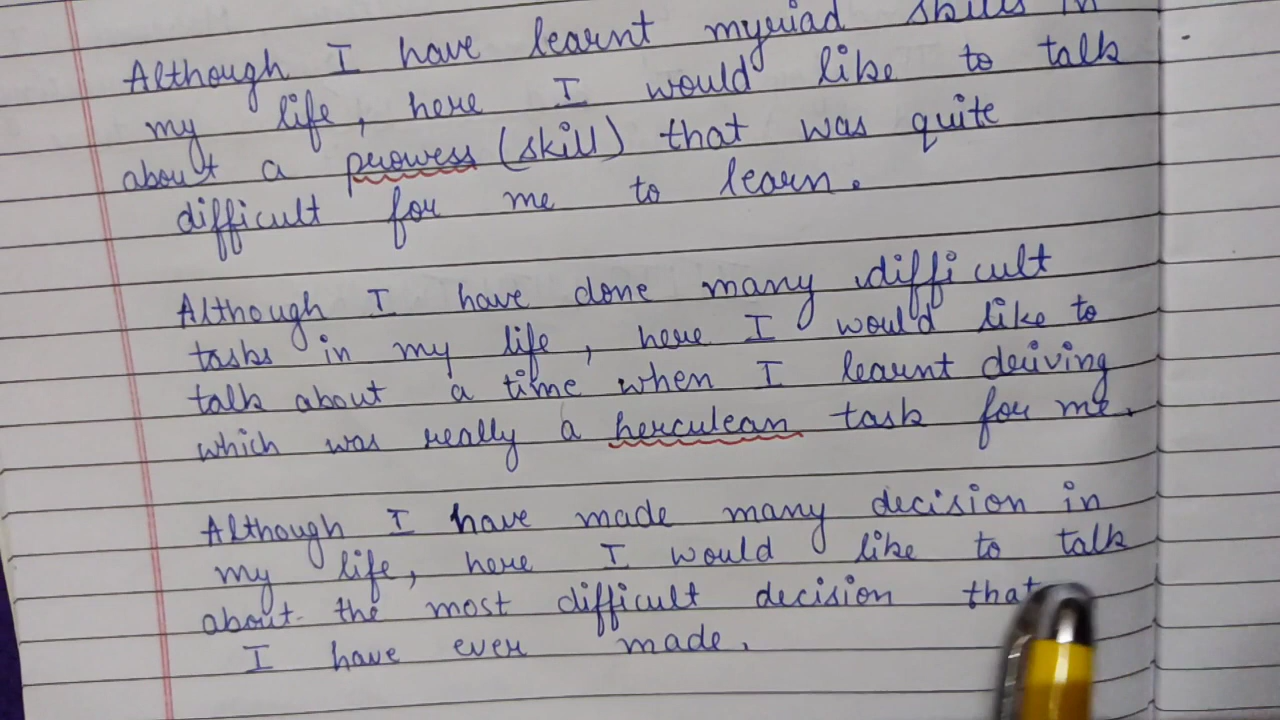 Although I have learnt myriad skills in
my life, here I would like to talk
about a prowess (skill) that was quite
difficult for me to learn.
Although I have done many difficult
tasks in my life, here I would like to
talk about a time when I learnt driving
which was really a herculean task for me.
Although I have made many decision in
my life, here I would like to talk
about the most difficult decision that
I have ever made.